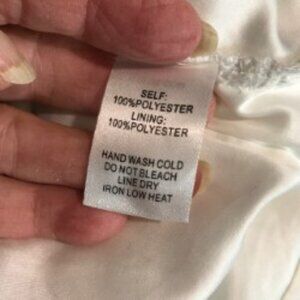 SELF:
100%POLYESTER
LINING:
100%POLYESTER
HAND WASH COLD
DO NOT BLEACH
LINE DRY
IRON LOW HEAT